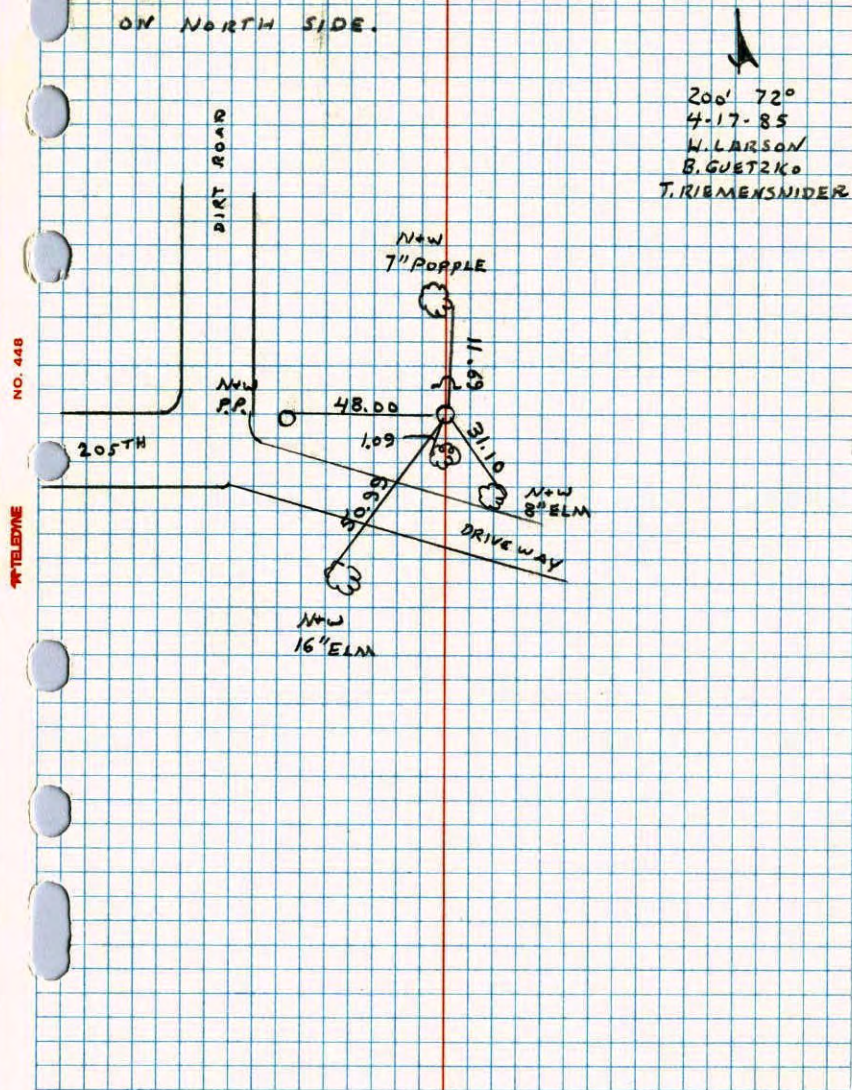 ON NORTH SIDE.
200' 72°
4-17-85
H. LARSON
B. GUETZKO
T. RIEMENSNIDER
DIRT ROAD
N+W
7" POPPLE
11.69
N+W
P.P.
48.00
1.09
31.10
205TH
50.99
N+W
8" ELM
DRIVEWAY
N+W
16" ELM
NO. 448
TELEDYNE